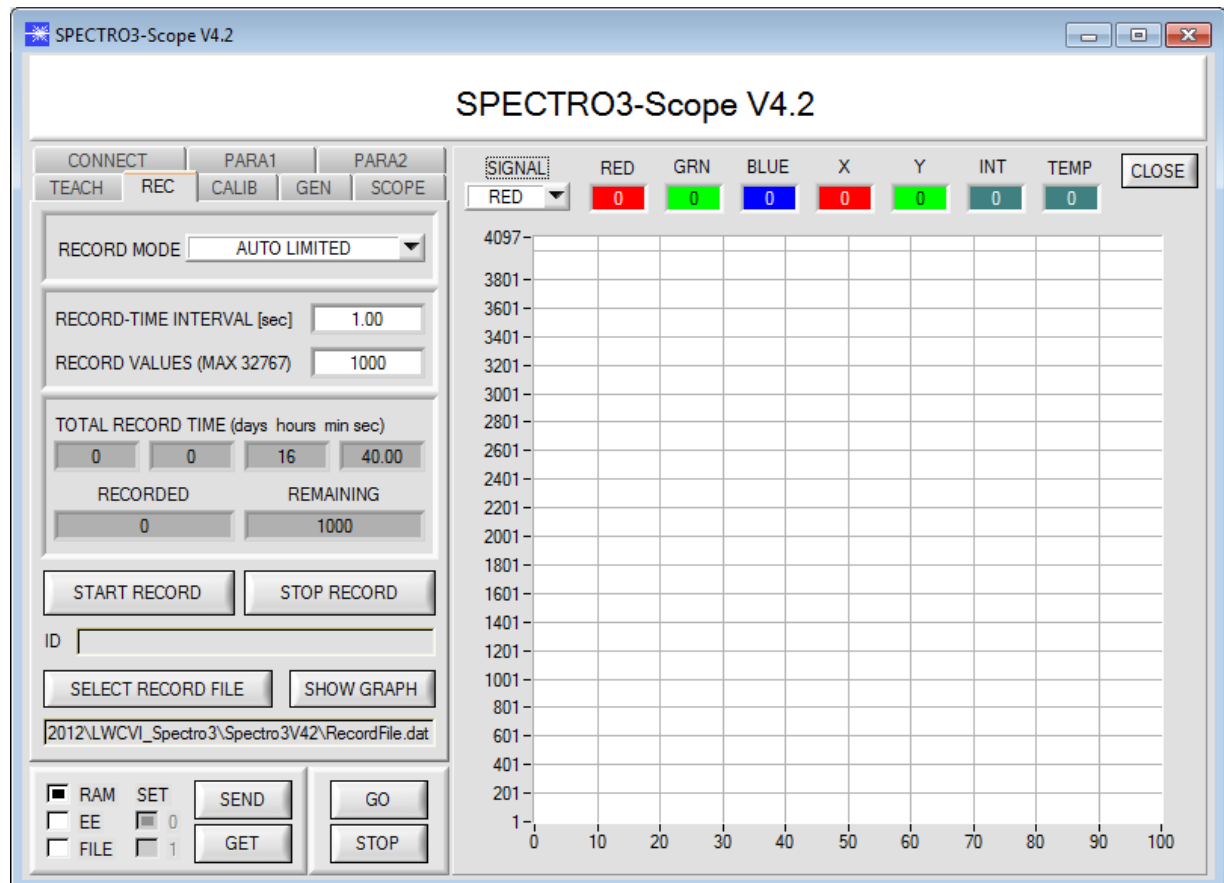 SPECTRO3-Scope V4.2
SPECTRO3-Scope V4.2
CONNECT PARA1 PARA2
TEACH REC CALIB GEN SCOPE
RECORD MODE AUTO LIMITED
RECORD-TIME INTERVAL [sec] 1.00
RECORD VALUES (MAX 32767) 1000
TOTAL RECORD TIME (days hours min sec)
0 0 16 40.00
RECORDED REMAINING
0 1000
START RECORD STOP RECORD
ID
SELECT RECORD FILE SHOW GRAPH
2012\LWCVI_Spectro3\Spectro3V42\RecordFile.dat
RAM SET SEND GO
EE 0
FILE 1 GET STOP
SIGNAL RED GRN BLUE X Y INT TEMP CLOSE
RED 0 0 0 0 0 0 0
4097
3801
3601
3401
3201
3001
2801
2601
2401
2201
2001
1801
1601
1401
1201
1001
801
601
401
201
1
0 10 20 30 40 50 60 70 80 90 100